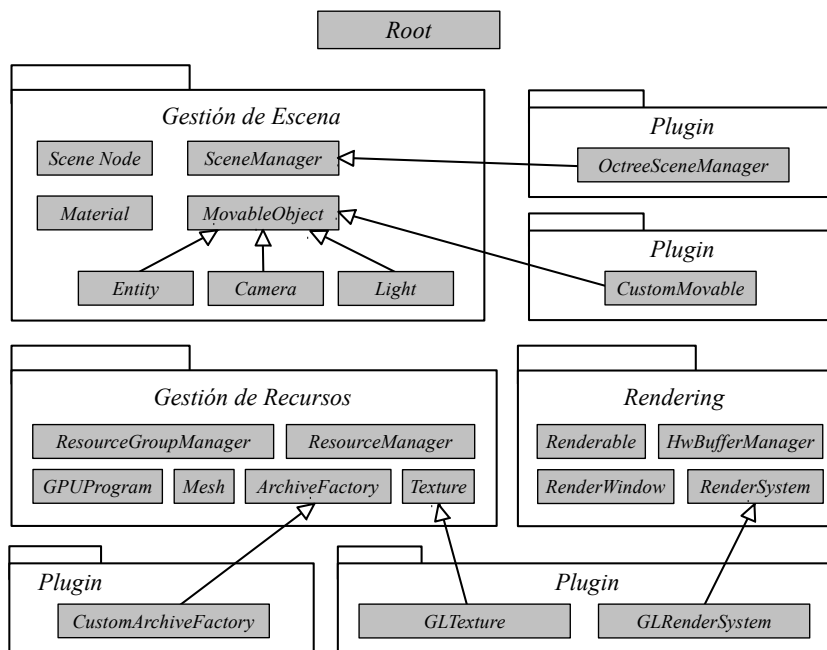 Root
Gestión de Escena
Scene Node
SceneManager
Material
MovableObject
Entity
Camera
Light
Plugin
OctreeSceneManager
Plugin
CustomMovable
Gestión de Recursos
ResourceGroupManager
ResourceManager
GPUProgram
Mesh
ArchiveFactory
Texture
Rendering
Renderable
HwBufferManager
RenderWindow
RenderSystem
Plugin
CustomArchiveFactory
Plugin
GLTexture
GLRenderSystem